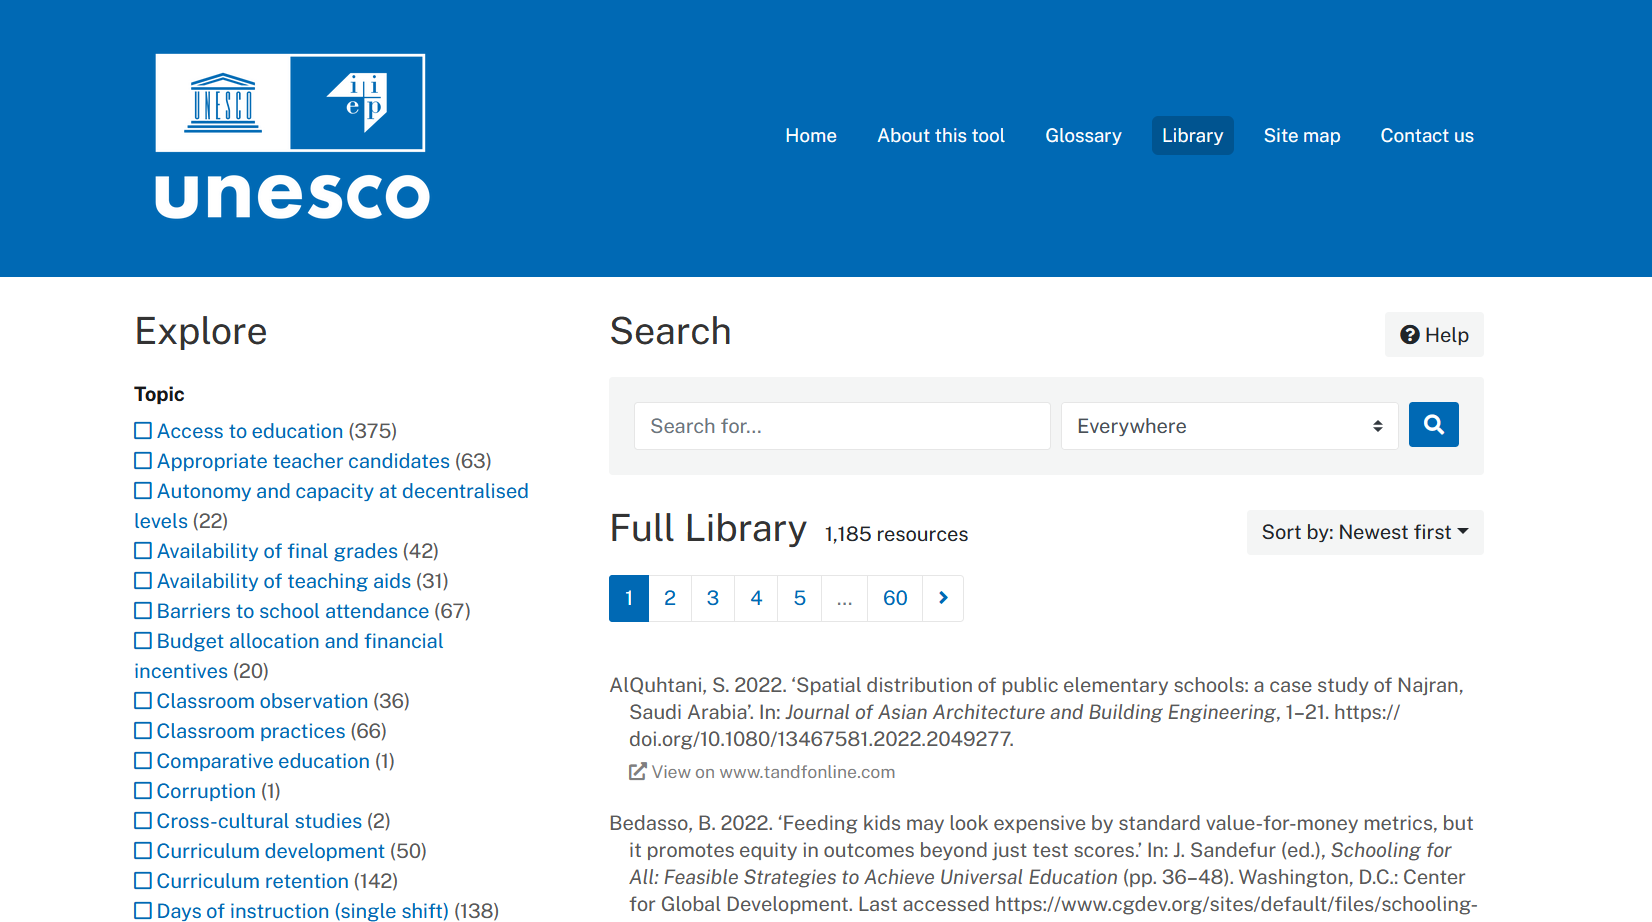 UNESCO
i i
e p
unesco
Home
About this tool
Glossary
Library
Site map
Contact us
Explore
Topic
Access to education (375)
Appropriate teacher candidates (63)
Autonomy and capacity at decentralised
levels (22)
Availability of final grades (42)
Availability of teaching aids (31)
Barriers to school attendance (67)
Budget allocation and financial
incentives (20)
Classroom observation (36)
Classroom practices (66)
Comparative education (1)
Corruption (1)
Cross-cultural studies (2)
Curriculum development (50)
Curriculum retention (142)
Days of instruction (single shift) (138)
Search
Help
Search for...
Everywhere
Full Library 1,185 resources
Sort by: Newest first
1 2 3 4 5 ... 60
AlQuhtani, S. 2022. ‘Spatial distribution of public elementary schools: a case study of Najran,
Saudi Arabia’. In: Journal of Asian Architecture and Building Engineering, 1–21. https://
doi.org/10.1080/13467581.2022.2049277.
View on www.tandfonline.com
Bedasso, B. 2022. ‘Feeding kids may look expensive by standard value-for-money metrics, but
it promotes equity in outcomes beyond just test scores.’ In: J. Sandefur (ed.), Schooling for
All: Feasible Strategies to Achieve Universal Education (pp. 36–48). Washington, D.C.: Center
for Global Development. Last accessed https://www.cgdev.org/sites/default/files/schooling-